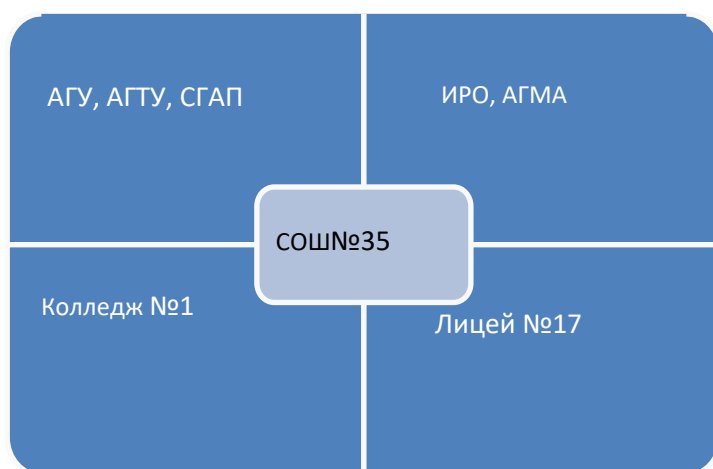 АГУ, АГТУ, СГАП
ИРО, АГМА
СОШ№35
Колледж №1
Лицей №17